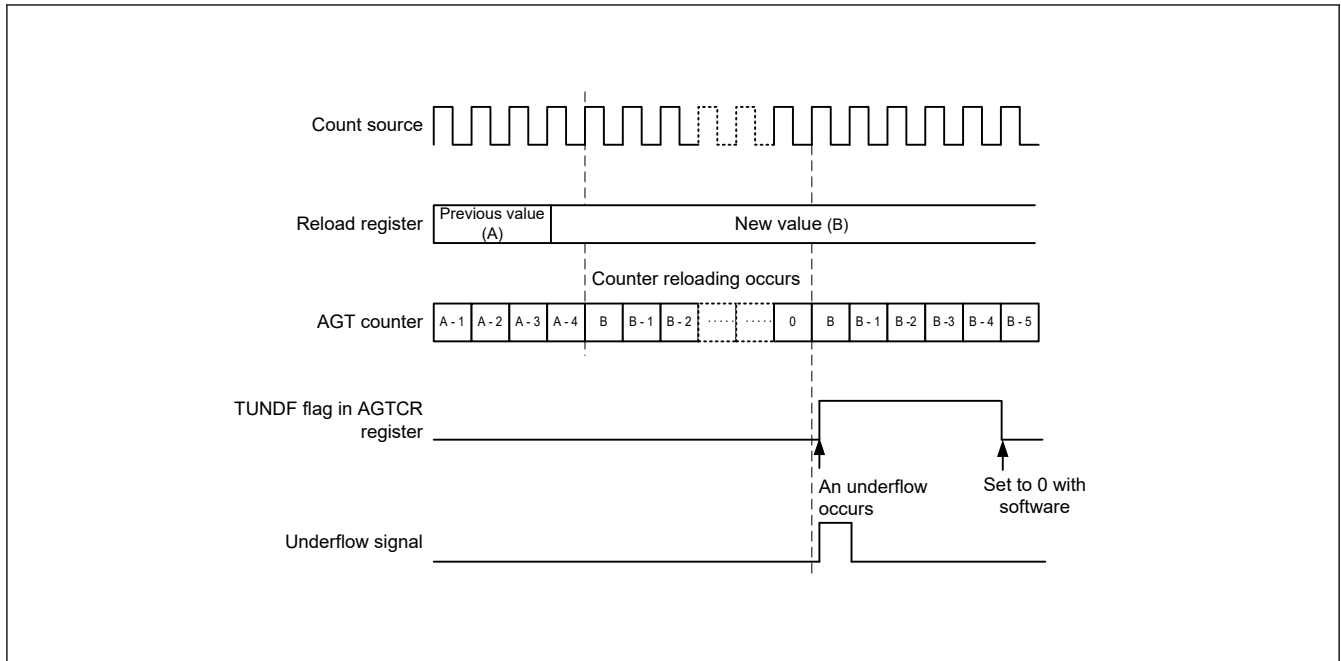 Count source
Reload register
Previous value
(A)
New value (B)
Counter reloading occurs
AGT counter
A - 1
A - 2
A - 3
A - 4
B
B - 1
B - 2
.....
.....
0
B
B - 1
B -2
B - 3
B - 4
B - 5
TUNDF flag in AGTCR
register
An underflow
occurs
Set to 0 with
software
Underflow signal